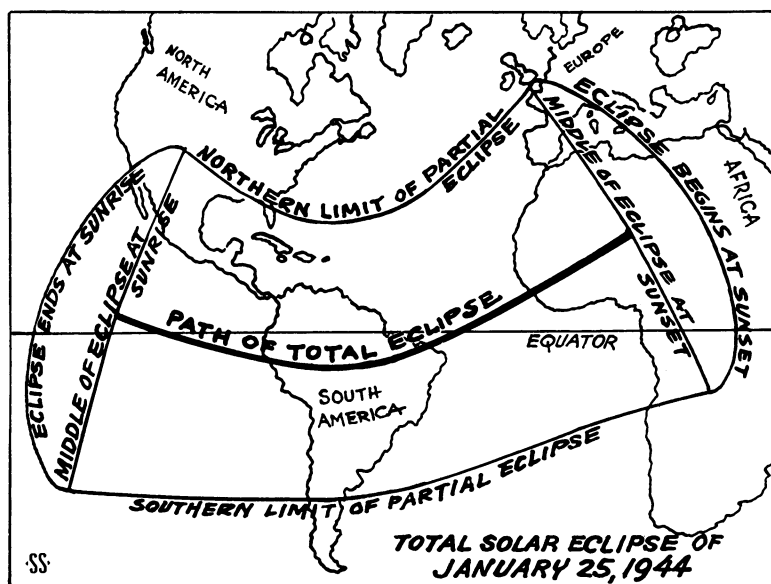 NORTH
AMERICA
EUROPE
AFRICA
NORTHERN LIMIT OF PARTIAL
ECLIPSE
ECLIPSE BEGINS AT SUNSET
MIDDLE OF ECLIPSE AT
SUNSET
ECLIPSE ENDS AT SUNRISE
MIDDLE OF ECLIPSE AT
SUNRISE
PATH OF TOTAL ECLIPSE
EQUATOR
SOUTH
AMERICA
SOUTHERN LIMIT OF PARTIAL ECLIPSE
TOTAL SOLAR ECLIPSE OF
JANUARY 25, 1944
·SS·